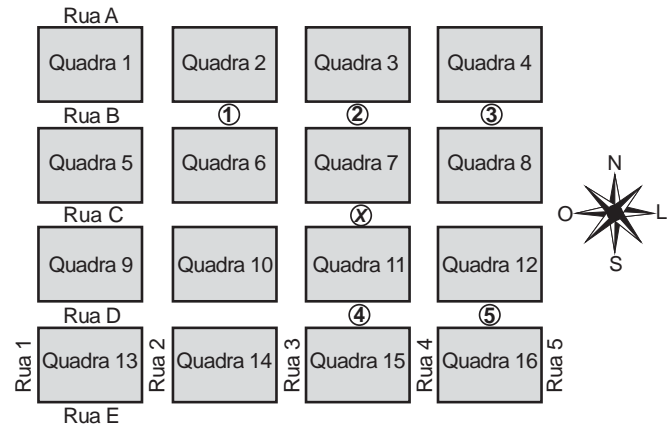 Rua A
Quadra 1 Quadra 2 Quadra 3 Quadra 4
Rua B 1 2 3
Quadra 5 Quadra 6 Quadra 7 Quadra 8
N
O L
S
Rua C X
Quadra 9 Quadra 10 Quadra 11 Quadra 12
Rua D 4 5
Rua 1 Quadra 13 Rua 2 Quadra 14 Rua 3 Quadra 15 Rua 4 Quadra 16 Rua 5
Rua E